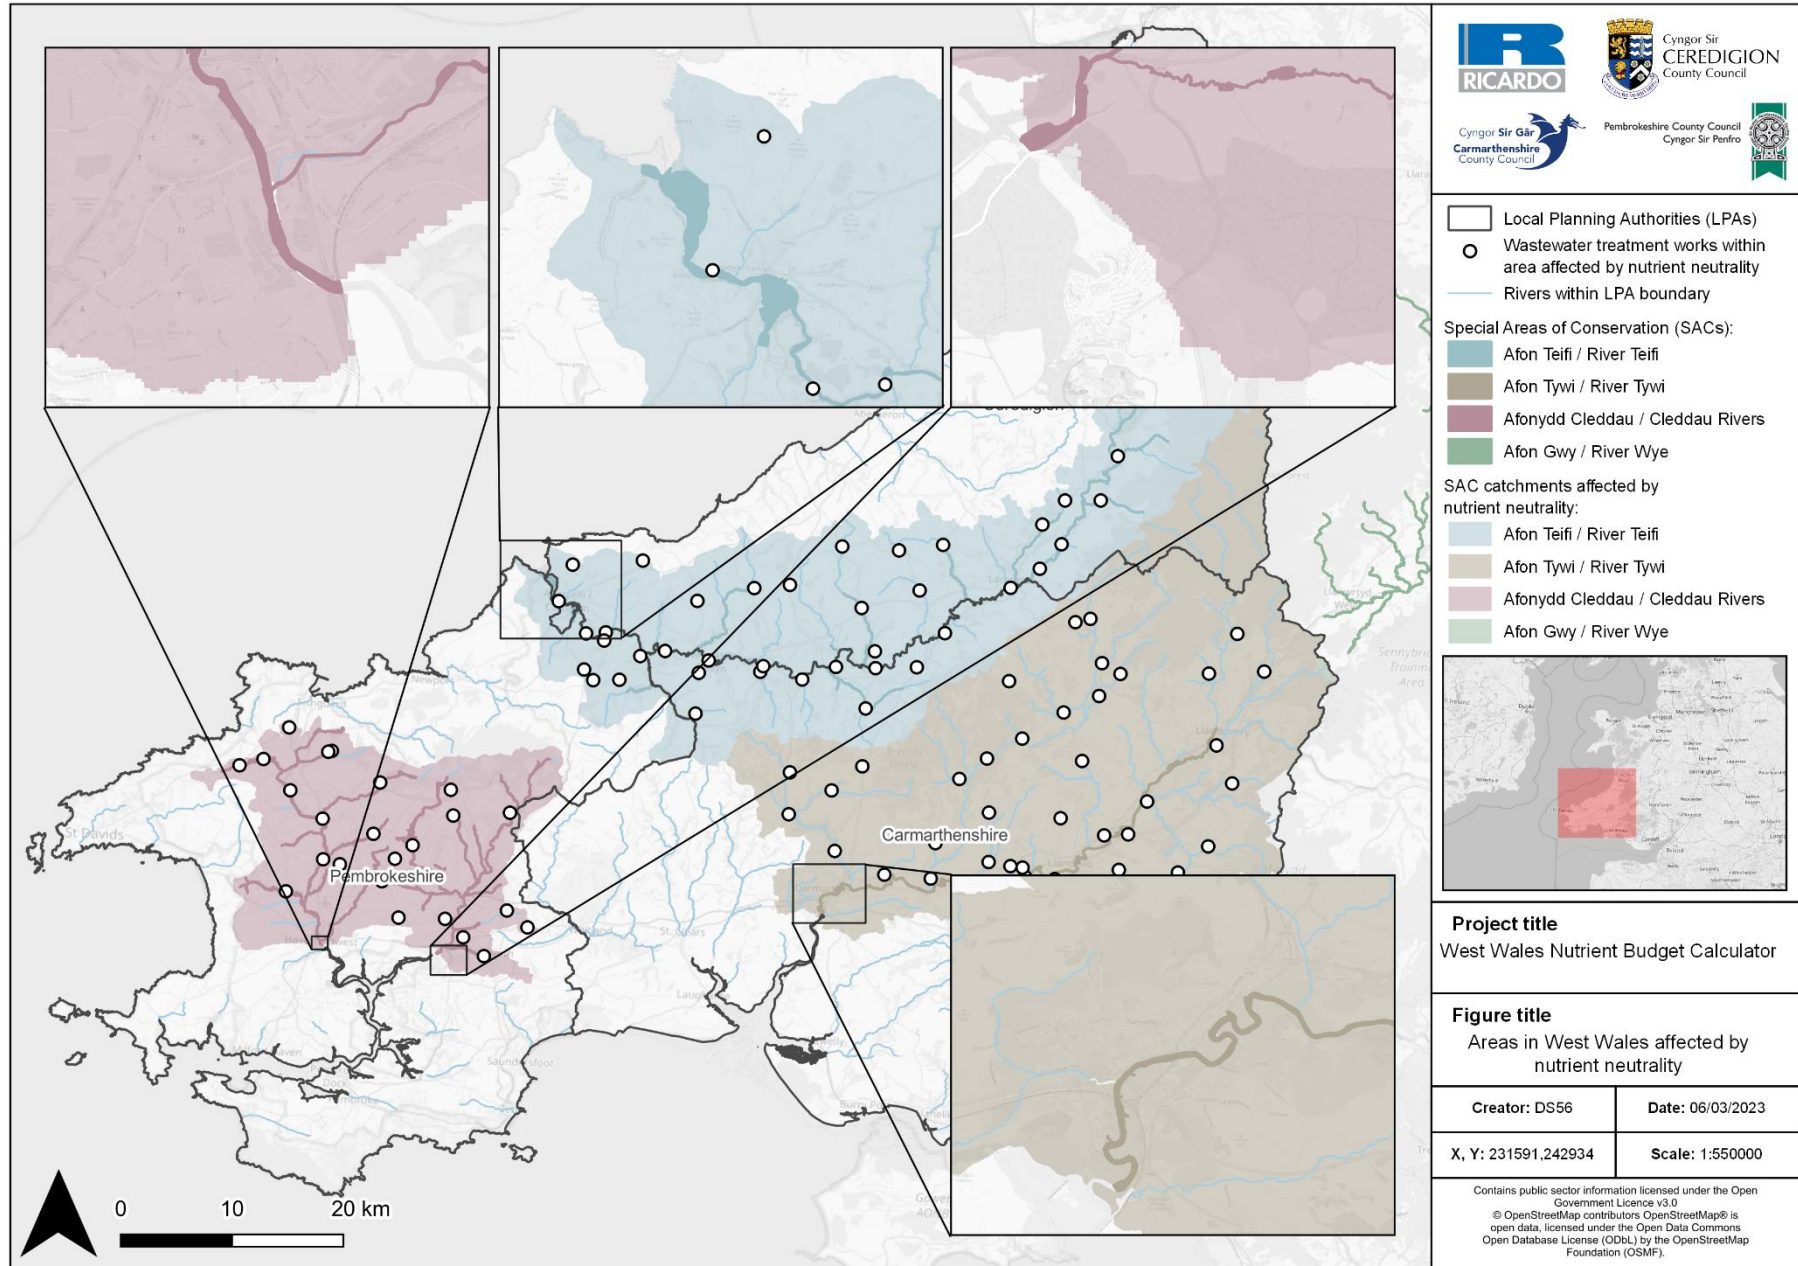 RICARDO
Cyngor Sir
CEREDIGION
County Council
Cyngor Sir Gâr
Carmarthenshire
County Council
Pembrokeshire County Council
Cyngor Sir Penfro
Local Planning Authorities (LPAs)
Wastewater treatment works within
area affected by nutrient neutrality
Rivers within LPA boundary
Special Areas of Conservation (SACs):
Afon Teifi / River Teifi
Afon Tywi / River Tywi
Afonydd Cleddau / Cleddau Rivers
Afon Gwy / River Wye
SAC catchments affected by
nutrient neutrality:
Afon Teifi / River Teifi
Afon Tywi / River Tywi
Afonydd Cleddau / Cleddau Rivers
Afon Gwy / River Wye
Project title
West Wales Nutrient Budget Calculator
Figure title
Areas in West Wales affected by
nutrient neutrality
Creator: DS56
Date: 06/03/2023
X, Y: 231591,242934
Scale: 1:550000
Contains public sector information licensed under the Open
Government Licence v3.0
© OpenStreetMap contributors OpenStreetMap® is
open data, licensed under the Open Data Commons
Open Database License (ODbL) by the OpenStreetMap
Foundation (OSMF).
Ceredigion
Carmarthenshire
Pembrokeshire
St Davids
St Clears
Saundersfoot
0 10 20 km